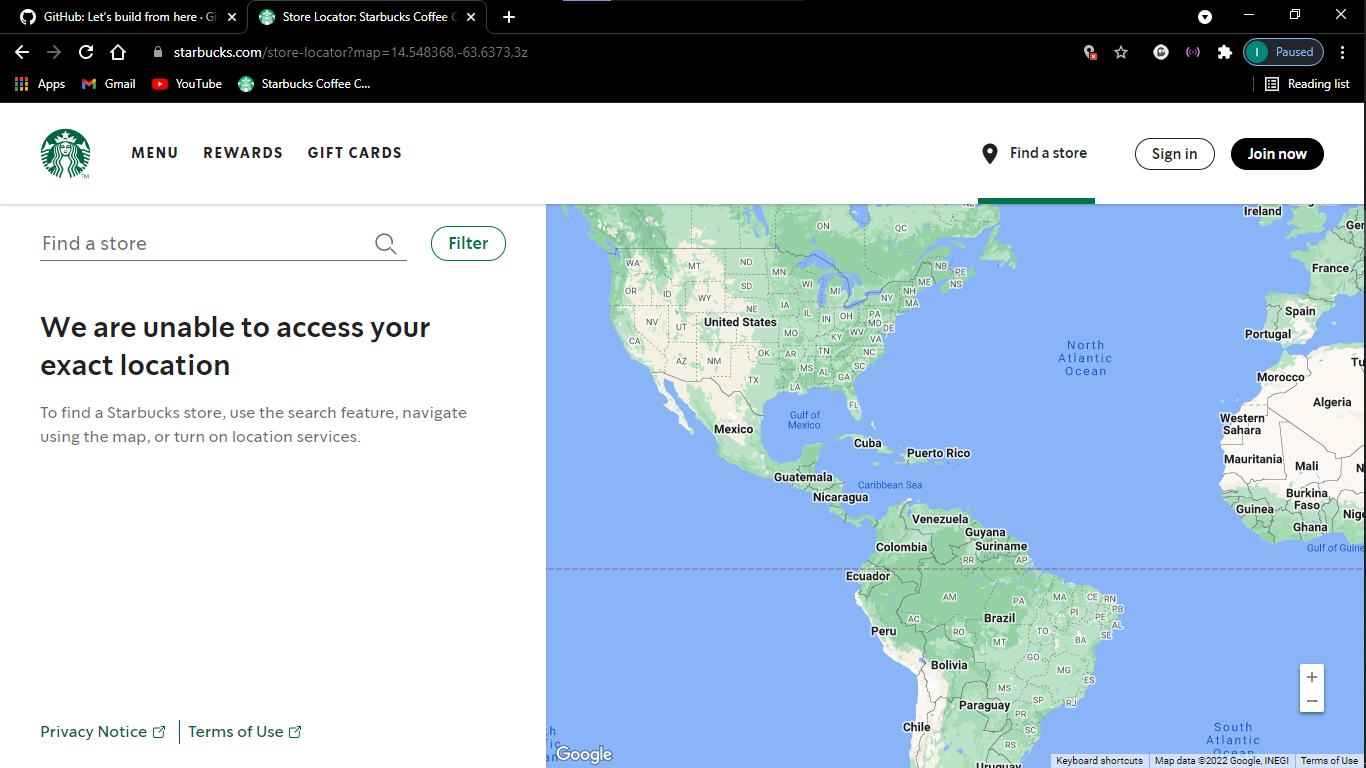 GitHub: Let's build from here · Gi
Store Locator: Starbucks Coffee C
starbucks.com/store-locator?map=14.548368,-63.6373,3z
I
Paused
Apps
Gmail
YouTube
Starbucks Coffee C...
Reading list
TM
MENU
REWARDS
GIFT CARDS
Find a store
Sign in
Join now
Find a store
Filter
We are unable to access your
exact location
To find a Starbucks store, use the search feature, navigate
using the map, or turn on location services.
Privacy Notice
Terms of Use
ON
QC
NB
PE
NS
WA
MT
ND
MN
OR
ID
SD
WI
MI
ME
NH
NY
MA
WY
NE
IA
IL
IN
OH
PA
MD
DE
NV
UT
United States
MO
KY
WV
VA
CA
AZ
NM
OK
AR
TN
NC
SC
MS
AL
GA
TX
LA
FL
Gulf of
Mexico
Mexico
Cuba
Puerto Rico
Guatemala
Caribbean Sea
Nicaragua
Venezuela
Guyana
Suriname
Colombia
RR
AP
Ecuador
AM
PA
MA
CE
RN
PB
PI
PE
AL
SE
AC
Brazil
Peru
RO
TO
BA
MT
GO
Bolivia
MG
ES
MS
SP
RJ
Paraguay
PR
SC
Chile
RS
Uruguay
North
Atlantic
Ocean
Ireland
Ger
France
Spain
Portugal
Tu
Morocco
Algeria
Western
Sahara
Mauritania
Mali
N
Burkina
Faso
Guinea
Nige
Ghana
Gulf of Guine
South
Atlantic
Ocean
+
−
Google
Keyboard shortcuts
Map data ©2022 Google, INEGI
Terms of Use